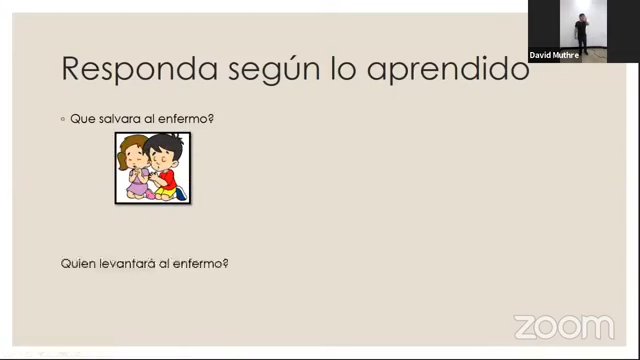 Responda según lo aprendido
Que salvara al enfermo?
Quien levantará al enfermo?
David Muthre
zoom